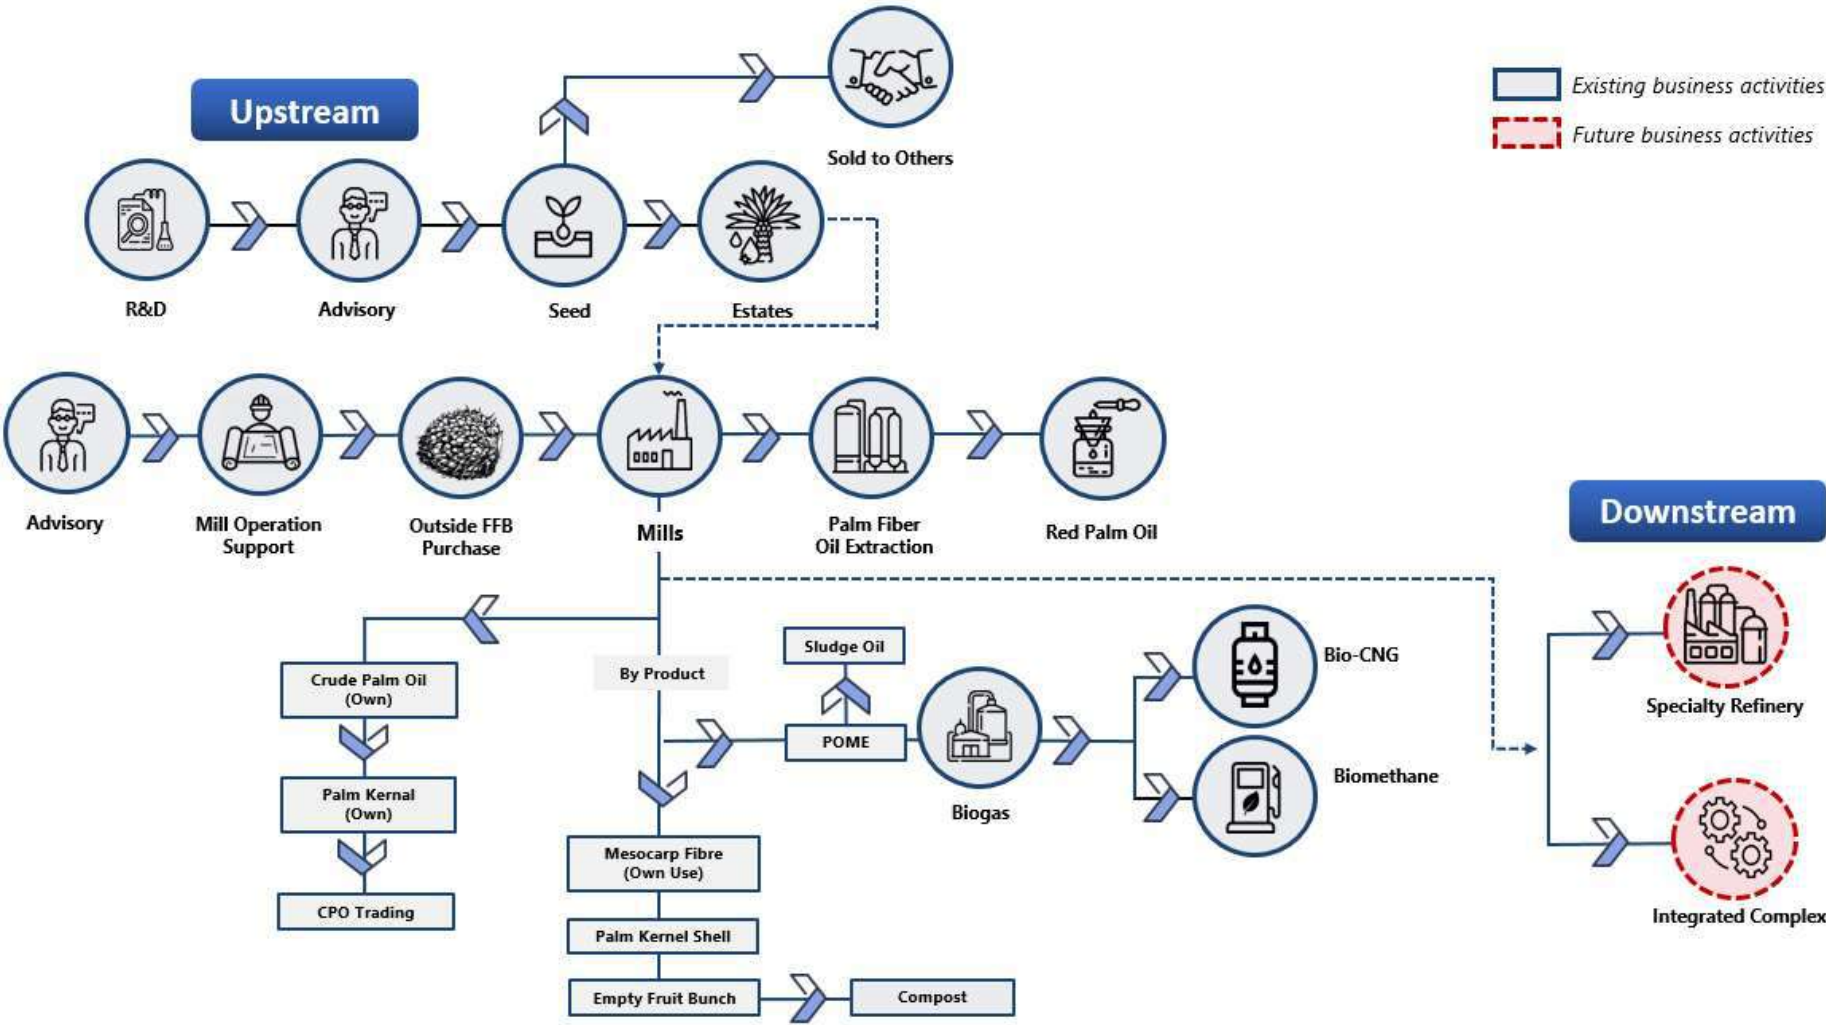 Upstream
Existing business activities
Future business activities
Sold to Others
R&D
Advisory
Seed
Estates
Advisory
Mill Operation
Support
Outside FFB
Purchase
Mills
Palm Fiber
Oil Extraction
Red Palm Oil
Downstream
Crude Palm Oil
(Own)
Palm Kernal
(Own)
CPO Trading
By Product
Sludge Oil
POME
Biogas
Bio-CNG
Biomethane
Mesocarp Fibre
(Own Use)
Palm Kernel Shell
Empty Fruit Bunch
Compost
Specialty Refinery
Integrated Complex